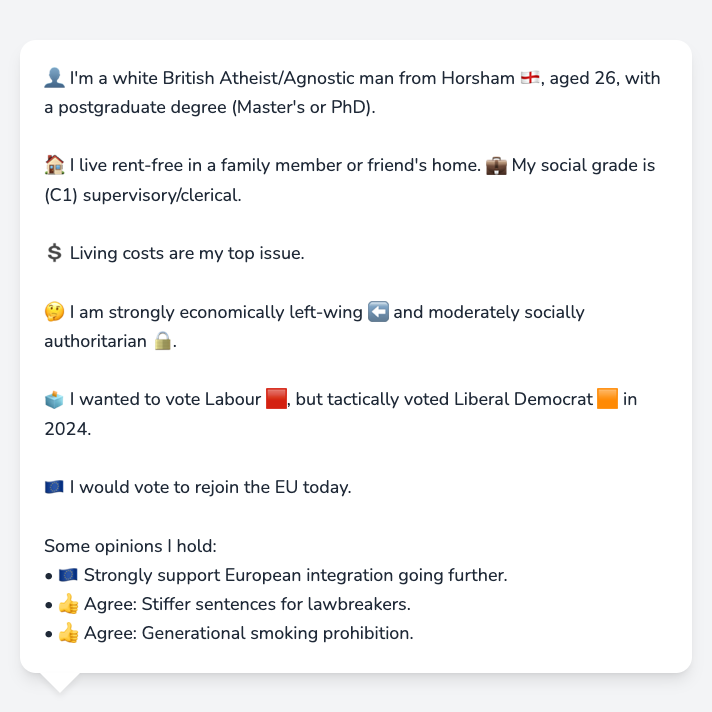 👤 I'm a white British Atheist/Agnostic man from Horsham 🏴󠁧󠁢󠁥󠁮󠁧󠁿, aged 26, with
a postgraduate degree (Master's or PhD).
🏠 I live rent-free in a family member or friend's home. 💼 My social grade is
(C1) supervisory/clerical.
💲 Living costs are my top issue.
🤔 I am strongly economically left-wing ⬅️ and moderately socially
authoritarian 🔒.
🗳️ I wanted to vote Labour 🟥, but tactically voted Liberal Democrat 🟧 in
2024.
🇪🇺 I would vote to rejoin the EU today.
Some opinions I hold:
• 🇪🇺 Strongly support European integration going further.
• 👍 Agree: Stiffer sentences for lawbreakers.
• 👍 Agree: Generational smoking prohibition.